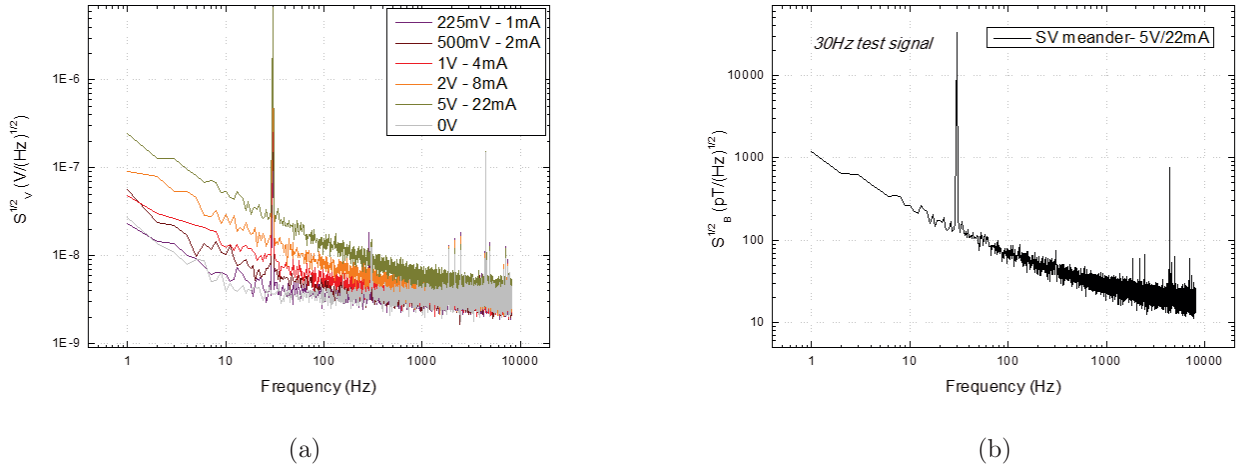 225mV - 1mA
500mV - 2mA
1V - 4mA
2V - 8mA
5V - 22mA
0V
1E-6
1E-7
1E-8
1E-9
S^1/2_V (V/(Hz)^1/2)
1 10 100 1000 10000
Frequency (Hz)
(a)
30Hz test signal
SV meander- 5V/22mA
10000
1000
100
10
S^1/2_B (pT/(Hz)^1/2)
1 10 100 1000 10000
Frequency (Hz)
(b)